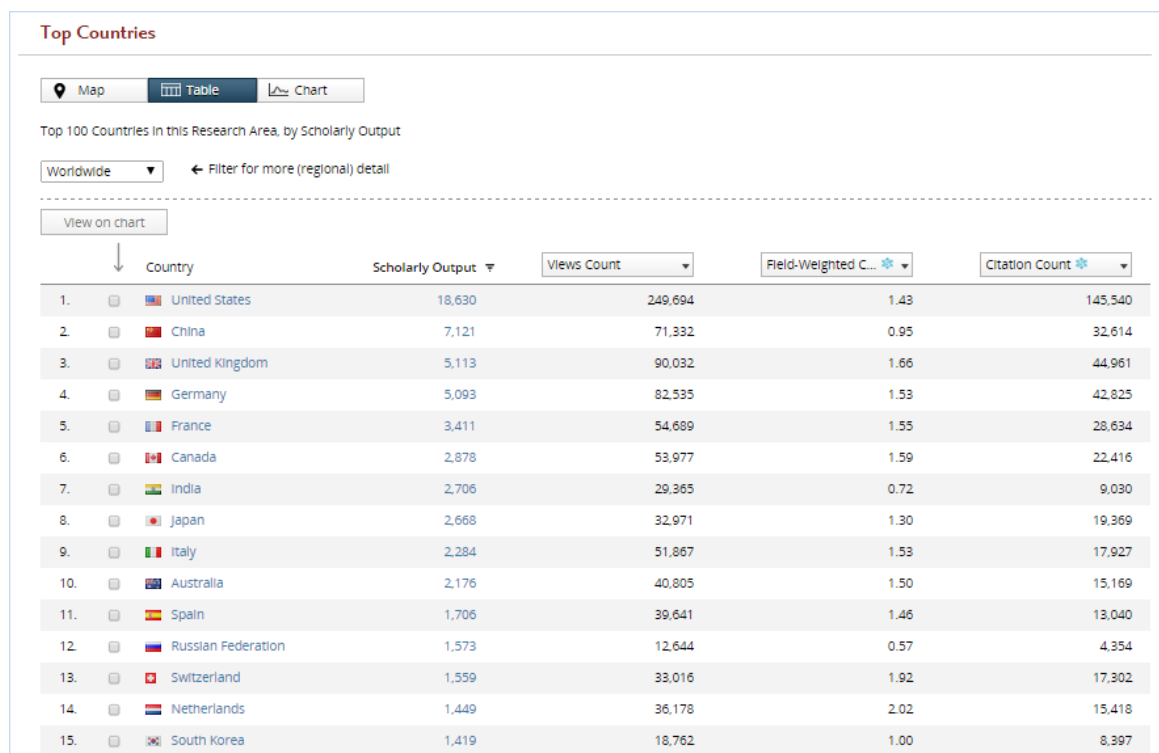 Top Countries
Map Table Chart
Top 100 Countries in this Research Area, by Scholarly Output
Worldwide ▼ ← Filter for more (regional) detail
View on chart
Country Scholarly Output Views Count Field-Weighted C... Citation Count
1. United States 18,630 249,694 1.43 145,540
2. China 7,121 71,332 0.95 32,614
3. United Kingdom 5,113 90,032 1.66 44,961
4. Germany 5,093 82,535 1.53 42,825
5. France 3,411 54,689 1.55 28,634
6. Canada 2,878 53,977 1.59 22,416
7. India 2,706 29,365 0.72 9,030
8. Japan 2,668 32,971 1.30 19,369
9. Italy 2,284 51,867 1.53 17,927
10. Australia 2,176 40,805 1.50 15,169
11. Spain 1,706 39,641 1.46 13,040
12. Russian Federation 1,573 12,644 0.57 4,354
13. Switzerland 1,559 33,016 1.92 17,302
14. Netherlands 1,449 36,178 2.02 15,418
15. South Korea 1,419 18,762 1.00 8,397